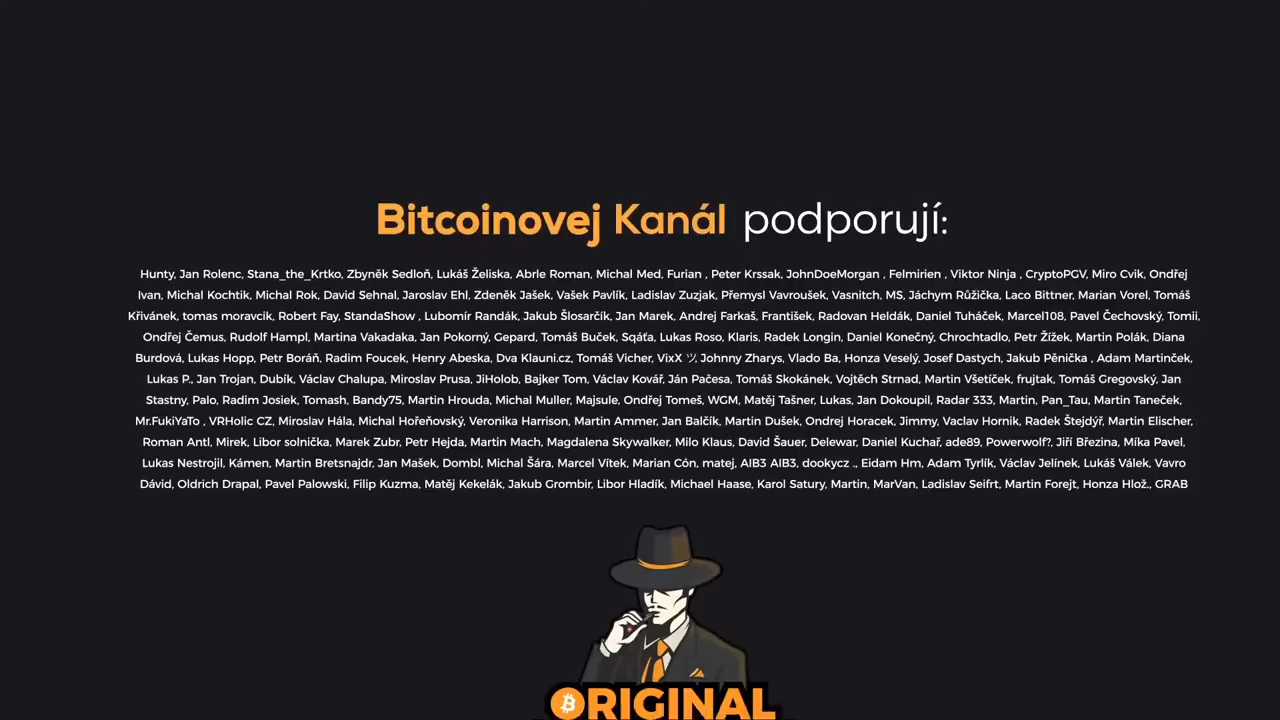 Bitcoinovej Kanál podporují:
Hunty, Jan Rolenc, Stana_the_Krtko, Zbyněk Sedloň, Lukáš Želiska, Abrle Roman, Michal Med, Furian , Peter Krssak, JohnDoeMorgan , Felmirien , Viktor Ninja , CryptoPGV, Miro Cvik, Ondřej
Ivan, Michal Kochtik, Michal Rok, David Sehnal, Jaroslav Ehl, Zdeněk Jašek, Vašek Pavlík, Ladislav Zuzjak, Přemysl Vavroušek, Vasnitch, MS, Jáchym Růžička, Laco Bittner, Marian Vorel, Tomáš
Křivánek, tomas moravcik, Robert Fay, StandaShow , Lubomír Randák, Jakub Šlosarčík, Jan Marek, Andrej Farkaš, František, Radovan Heldák, Daniel Tuháček, Marcel108, Pavel Čechovský, Tomii,
Ondřej Čemus, Rudolf Hampl, Martina Vakadaka, Jan Pokorný, Gepard, Tomáš Buček, Sqáťa, Lukas Roso, Klaris, Radek Longin, Daniel Konečný, Chrochtadlo, Petr Žížek, Martin Polák, Diana
Burdová, Lukas Hopp, Petr Boráň, Radim Foucek, Henry Abeska, Dva Klauni.cz, Tomáš Vicher, VixX ツ, Johnny Zharys, Vlado Ba, Honza Veselý, Josef Dastych, Jakub Pěnička , Adam Martinček,
Lukas P., Jan Trojan, Dubík, Václav Chalupa, Miroslav Prusa, JiHolob, Bajker Tom, Václav Kovář, Ján Pačesa, Tomáš Skokánek, Vojtěch Strnad, Martin Všetíček, frujtak, Tomáš Gregovský, Jan
Stastny, Palo, Radim Josiek, Tomash, Bandy75, Martin Hrouda, Michal Muller, Majsule, Ondřej Tomeš, WGM, Matěj Tašner, Lukas, Jan Dokoupil, Radar 333, Martin, Pan_Tau, Martin Taneček,
Mr.FukiYaTo , VRHolic CZ, Miroslav Hála, Michal Hořeňovský, Veronika Harrison, Martin Ammer, Jan Balčík, Martin Dušek, Ondrej Horacek, Jimmy, Vaclav Hornik, Radek Štejdýř, Martin Elischer,
Roman Antl, Mirek, Libor solnička, Marek Zubr, Petr Hejda, Martin Mach, Magdalena Skywalker, Milo Klaus, David Šauer, Delewar, Daniel Kuchař, ade89, Powerwolf?, Jiří Březina, Míka Pavel,
Lukas Nestrojil, Kámen, Martin Bretsnajdr, Jan Mašek, Dombl, Michal Šára, Marcel Vítek, Marian Cón, matej, AIB3 AIB3, dookycz ., Eidam Hm, Adam Tyrlík, Václav Jelínek, Lukáš Válek, Vavro
Dávid, Oldrich Drapal, Pavel Palowski, Filip Kuzma, Matěj Kekelák, Jakub Grombir, Libor Hladík, Michael Haase, Karol Satury, Martin, MarVan, Ladislav Seifrt, Martin Forejt, Honza Hlož., GRAB
ORIGINAL